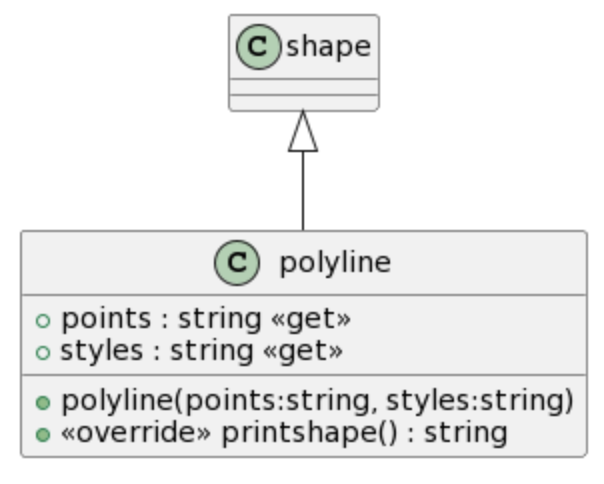 C shape
C polyline
points : string «get»
styles : string «get»
polyline(points:string, styles:string)
«override» printshape() : string